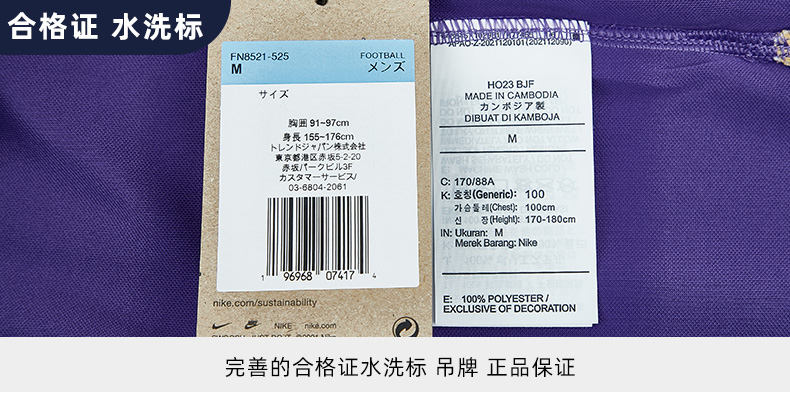 合格证 水洗标
FN8521-525 FOOTBALL
M メンズ
サイズ
胸囲 91~97cm
身長 155~176cm
トレンドジャパン株式会社
東京都港区赤坂5-2-20
赤坂パークビル3F
カスタマーサービス/
03-6804-2061
1 96968 07417 4
nike.com/sustainability
NIKE nike.com
APAO-Z-2021120101(20211209O)
HO23 BJF
MADE IN CAMBODIA
カンボジア製
DIBUAT DI KAMBOJA
M
C: 170/88A
K: 호칭(Generic): 100
가슴둘레(Chest): 100cm
신 장(Height): 170-180cm
IN: Ukuran: M
Merek Barang: Nike
E: 100% POLYESTER /
EXCLUSIVE OF DECORATION
完善的合格证水洗标 吊牌 正品保证